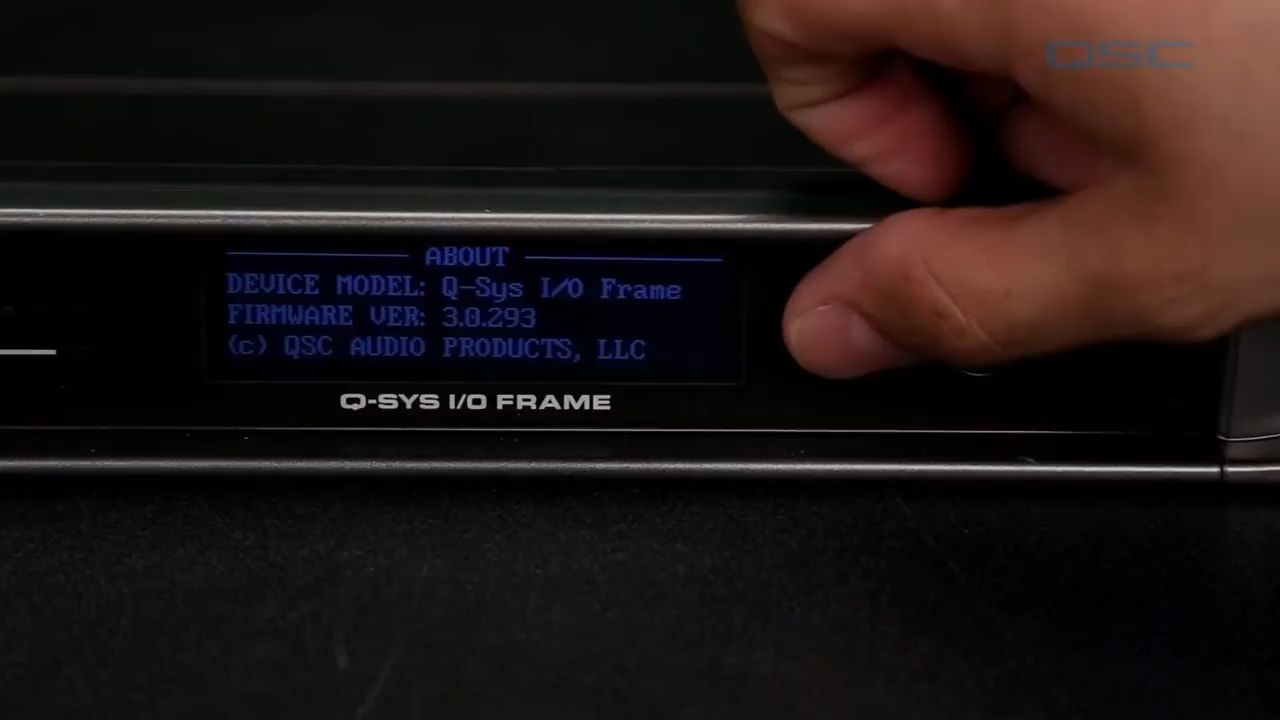 QSC
ABOUT
DEVICE MODEL: Q-Sys I/O Frame
FIRMWARE VER: 3.0.293
(c) QSC AUDIO PRODUCTS, LLC
Q-SYS I/O FRAME